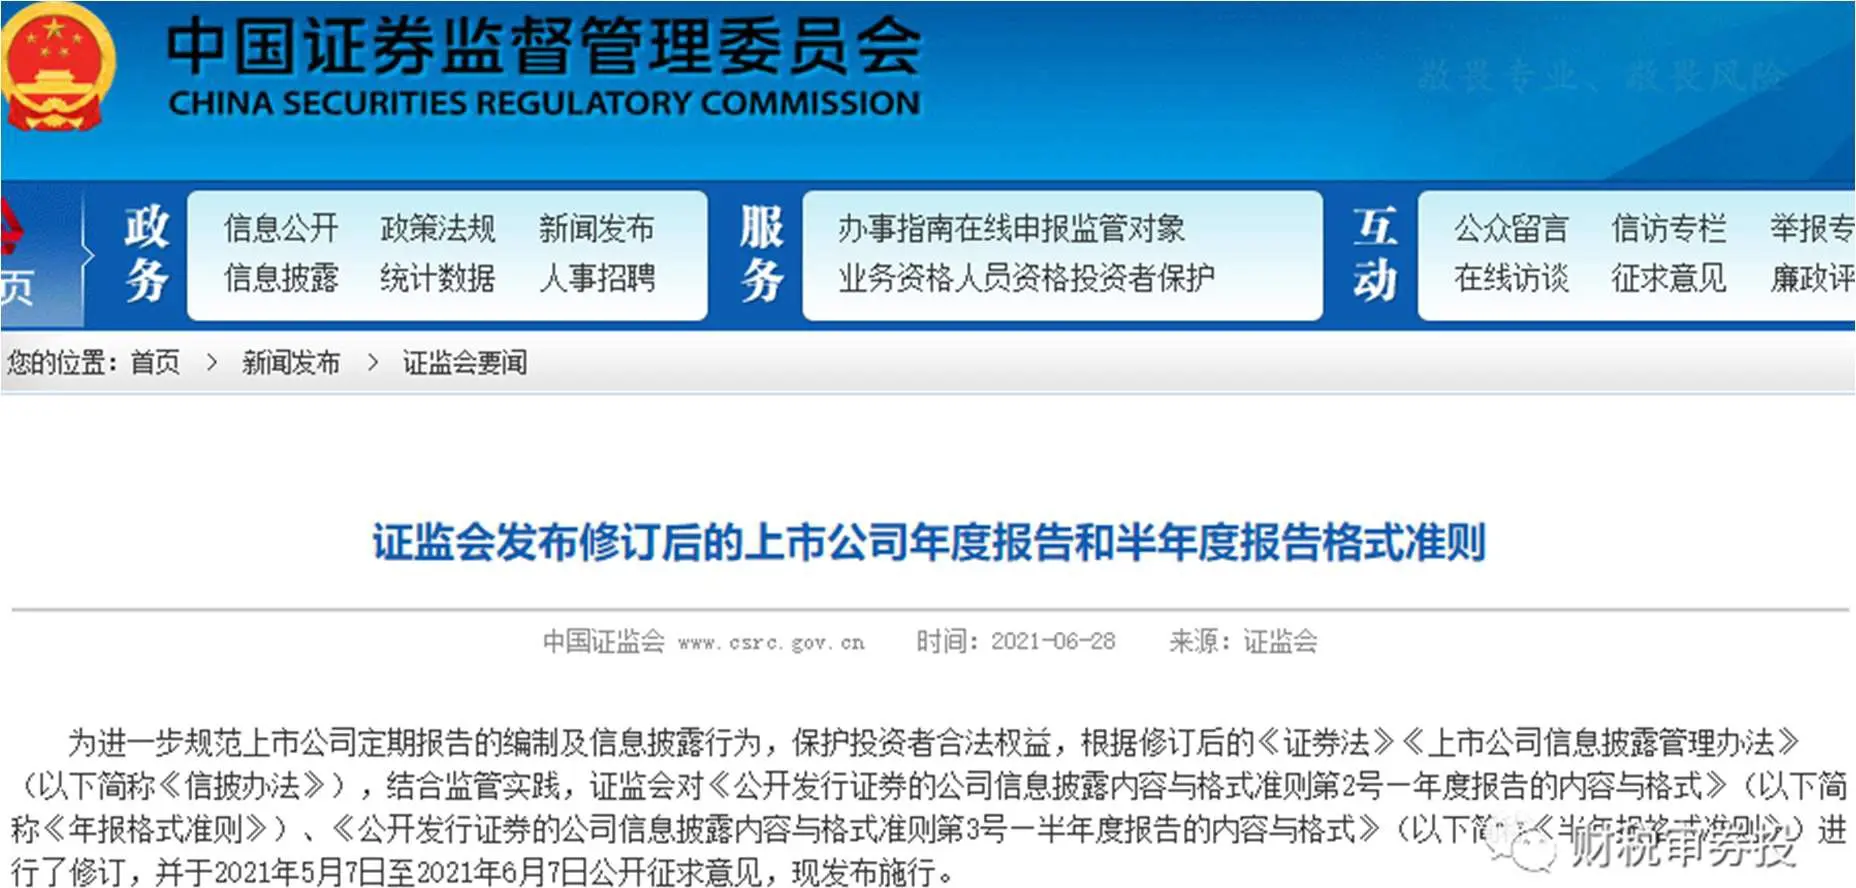 中国证券监督管理委员会
CHINA SECURITIES REGULATORY COMMISSION
敬畏专业、敬畏风险
页
政务
信息公开 政策法规 新闻发布
信息披露 统计数据 人事招聘
服务
办事指南在线申报监管对象
业务资格人员资格投资者保护
互动
公众留言 信访专栏 举报专
在线访谈 征求意见 廉政评
您的位置：首页 > 新闻发布 > 证监会要闻
证监会发布修订后的上市公司年度报告和半年度报告格式准则
中国证监会 www.csrc.gov.cn 时间：2021-06-28 来源：证监会
为进一步规范上市公司定期报告的编制及信息披露行为，保护投资者合法权益，根据修订后的《证券法》《上市公司信息披露管理办法》
（以下简称《信披办法》），结合监管实践，证监会对《公开发行证券的公司信息披露内容与格式准则第2号—年度报告的内容与格式》（以下简
称《年报格式准则》）、《公开发行证券的公司信息披露内容与格式准则第3号—半年度报告的内容与格式》（以下简《半年报格式准则》）进
行了修订，并于2021年5月7日至2021年6月7日公开征求意见，现发布施行。
财税审券投